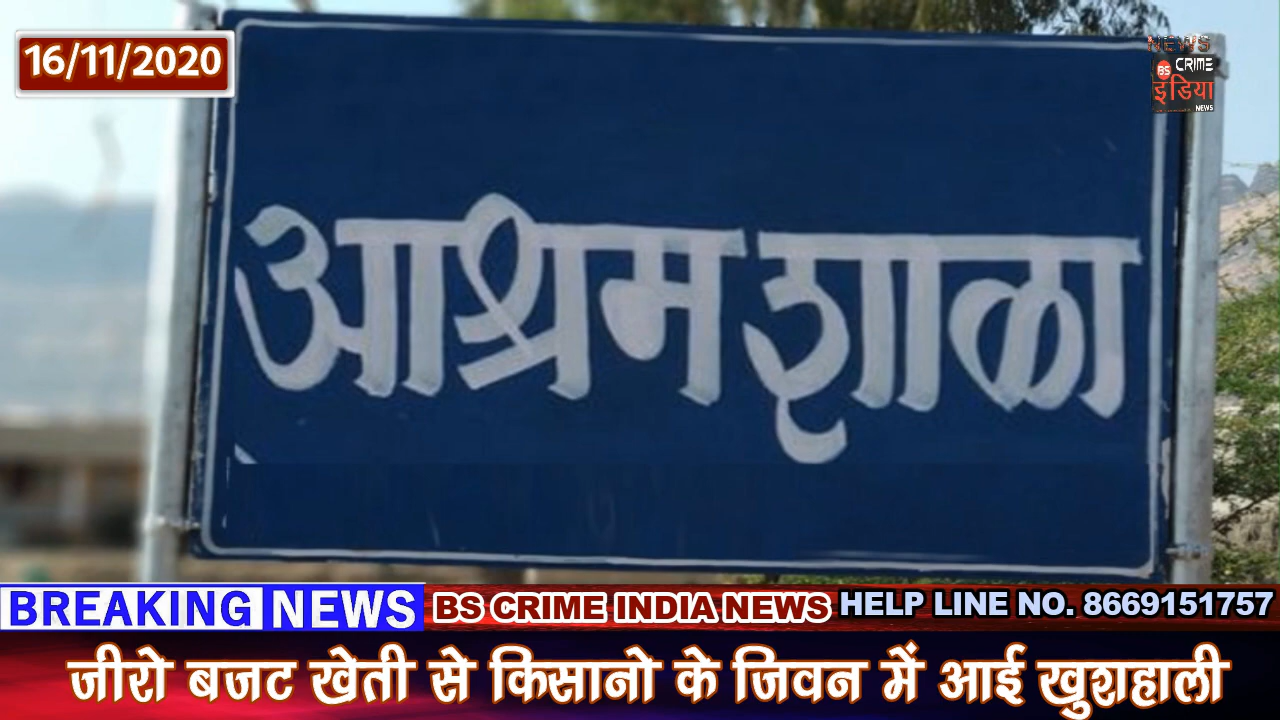 16/11/2020
NEWS
BS CRIME
इंडिया
NEWS
आश्रम शाळा
BREAKING NEWS BS CRIME INDIA NEWS HELP LINE NO. 8669151757
जीरो बजट खेती से किसानो के जिवन में आई खुशहाली